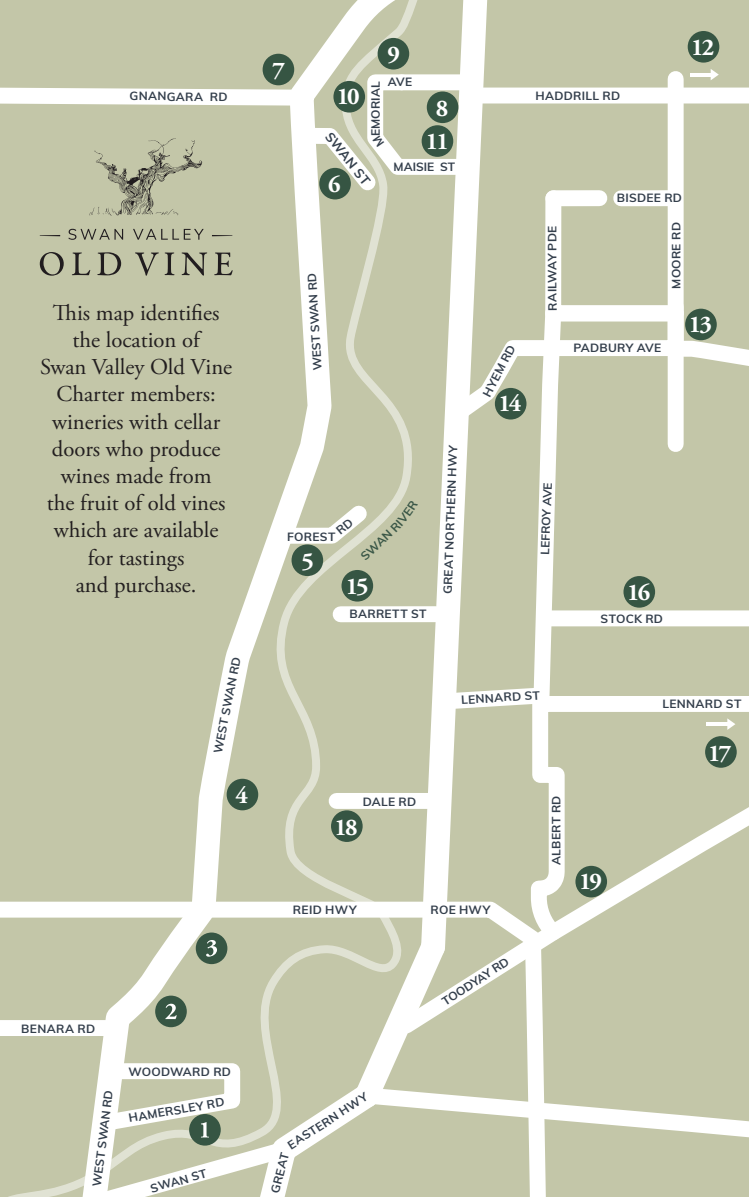 7
9
12
GNANGARA RD
10
MEMORIAL
AVE
8
HADDRILL RD
11
MAISIE ST
SWAN ST
6
BISDEE RD
SWAN VALLEY
OLD VINE
RAILWAY PDE
MOORE RD
This map identifies
the location of
Swan Valley Old Vine
Charter members:
wineries with cellar
doors who produce
wines made from
the fruit of old vines
which are available
for tastings
and purchase.
WEST SWAN RD
13
PADBURY AVE
HYEM RD
14
GREAT NORTHERN HWY
LEFROY AVE
FOREST RD
SWAN RIVER
5
15
BARRETT ST
16
STOCK RD
WEST SWAN RD
LENNARD ST
LENNARD ST
17
4
DALE RD
18
ALBERT RD
19
REID HWY
ROE HWY
3
TOODYAY RD
2
BENARA RD
WOODWARD RD
HAMERSLEY RD
1
WEST SWAN RD
SWAN ST
GREAT EASTERN HWY